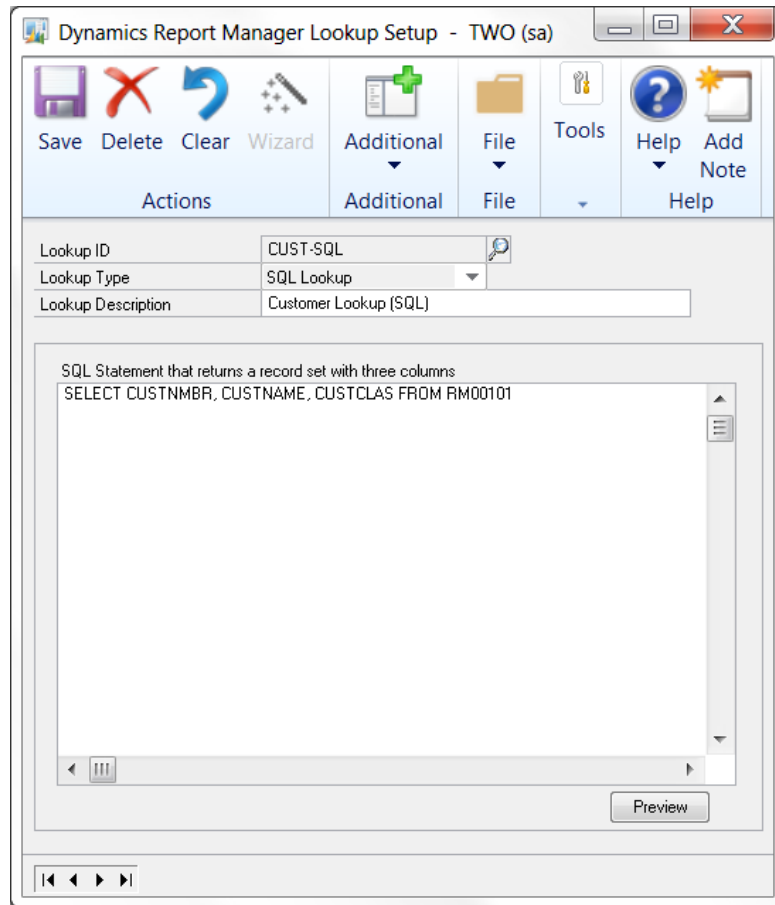 Dynamics Report Manager Lookup Setup - TWO (sa)
Save Delete Clear Wizard Additional File Tools Help Add Note
Actions Additional File Help
Lookup ID CUST-SQL
Lookup Type SQL Lookup
Lookup Description Customer Lookup (SQL)
SQL Statement that returns a record set with three columns
SELECT CUSTNMBR, CUSTNAME, CUSTCLAS FROM RM00101
Preview